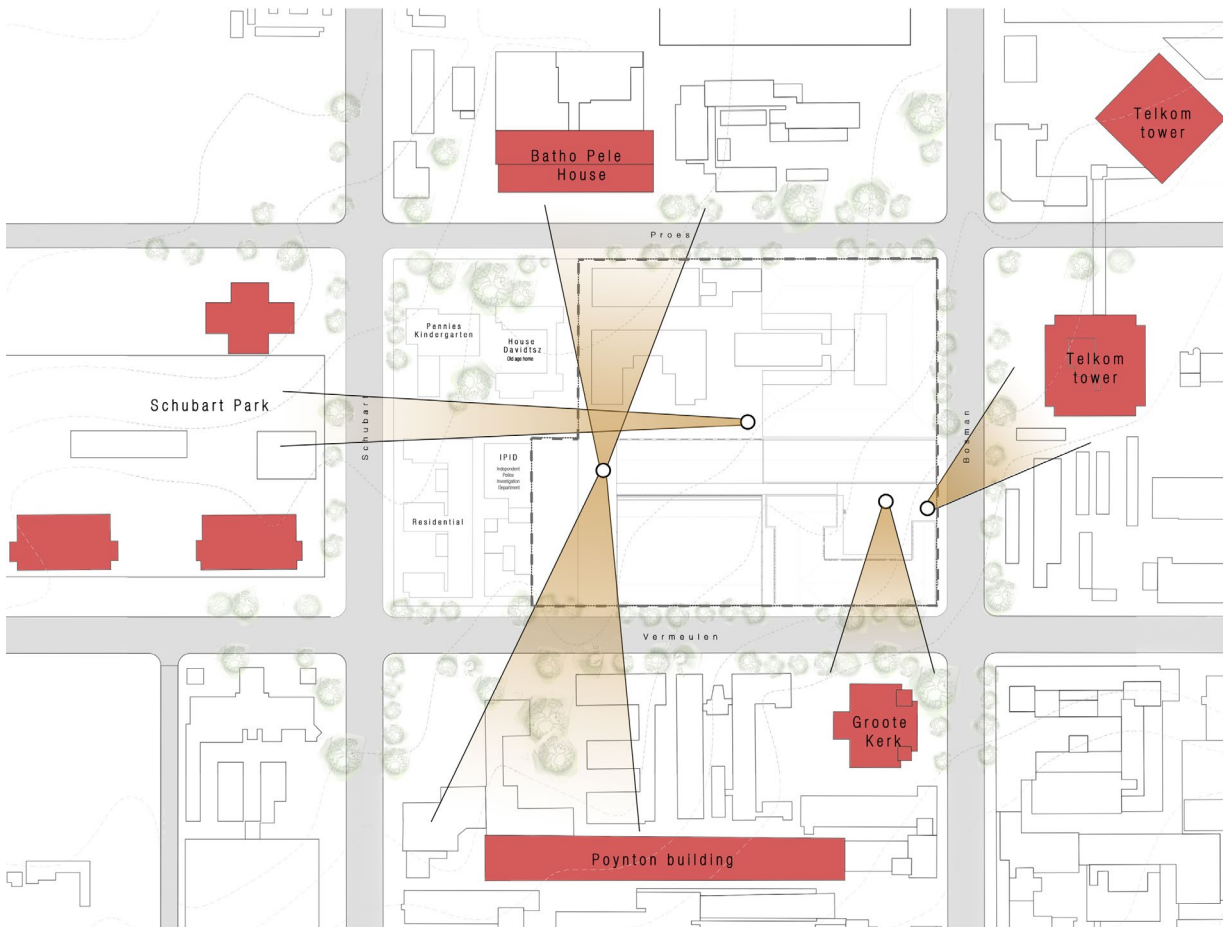 Telkom
tower
Batho Pele
House
Proes
Pennies
Kindergarten
House
Davidtsz
Old age home
Telkom
tower
Schubart Park
Schubart
Bosman
IPID
Independent
Police
Investigation
Department
Residential
Vermeulen
Groote
Kerk
Poynton building